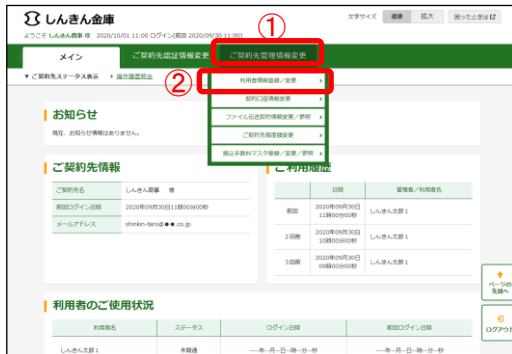 しんきん金庫
文字サイズ 標準 拡大 困ったときは
ようこそ しんきん商事 様 2020/10/01 11:00 ログイン(前回 2020/09/30 11:00)
①
メイン ご契約先認証情報変更 ご契約先管理情報変更
▼ご契約先ステータス表示 操作履歴照会
②
利用者情報登録／変更
契約口座情報変更
ファイル伝送契約情報変更／参照
ご契約先限度額変更
振込手数料マスタ登録／変更／参照
お知らせ
現在、お知らせ情報はありません。
ご契約先情報
ご契約先名 しんきん商事 様
前回ログイン日時 2020年09月30日11時00分00秒
メールアドレス shinkin-taro@●●.co.jp
ご利用履歴
日時 管理者／利用者名
前回 2020年09月30日 11時00分00秒 しんきん太郎1
2回前 2020年09月30日 10時00分00秒 しんきん太郎1
3回前 2020年09月30日 09時00分00秒 しんきん太郎1
ページの
先頭へ
ログアウト
利用者のご使用状況
利用者名 ステータス ログイン日時 前回ログイン日時
しんきん太郎1 未開通 ----年--月--日--時--分--秒 ----年--月--日--時--分--秒